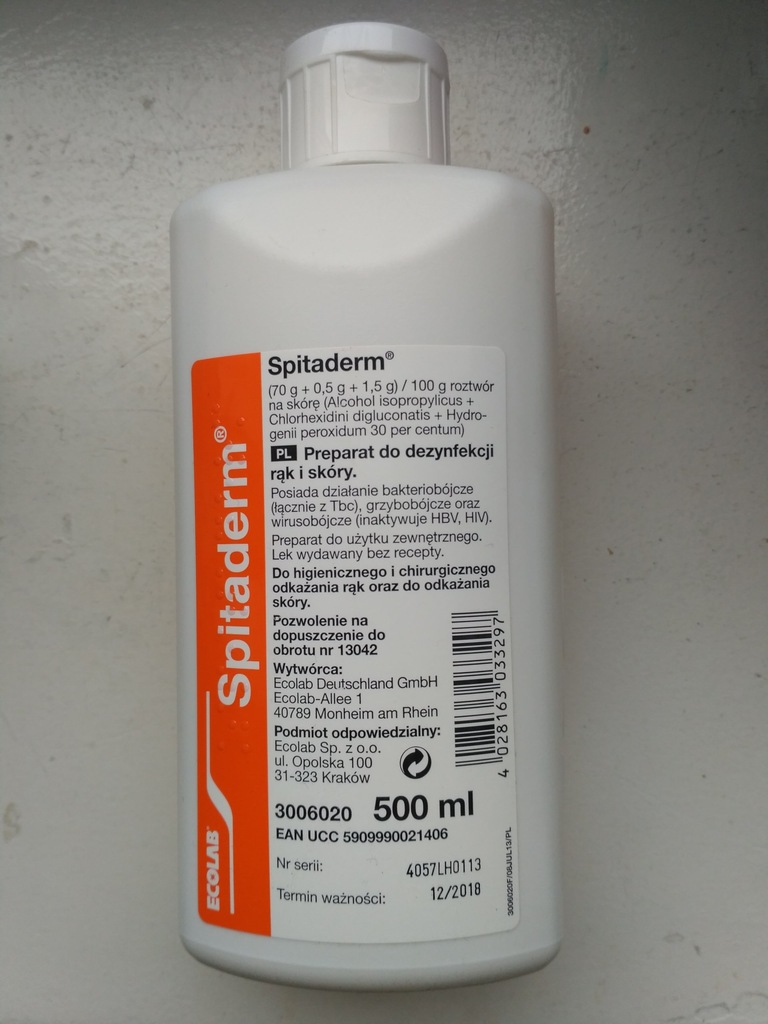 Spitaderm®
(70 g + 0,5 g + 1,5 g) / 100 g roztwór
na skórę (Alcohol isopropylicus +
Chlorhexidini digluconatis + Hydro-
genii peroxidum 30 per centum)
PL Preparat do dezynfekcji
rąk i skóry.
Posiada działanie bakteriobójcze
(łącznie z Tbc), grzybobójcze oraz
wirusobójcze (inaktywuje HBV, HIV).
Preparat do użytku zewnętrznego.
Lek wydawany bez recepty.
Do higienicznego i chirurgicznego
odkażania rąk oraz do odkażania
skóry.
Pozwolenie na
dopuszczenie do
obrotu nr 13042
Wytwórca:
Ecolab Deutschland GmbH
Ecolab-Allee 1
40789 Monheim am Rhein
Podmiot odpowiedzialny:
Ecolab Sp. z o.o.
ul. Opolska 100
31-323 Kraków
3006020 500 ml
EAN UCC 5909990021406
Nr serii: 4057LH0113
Termin ważności: 12/2018
Spitaderm®
ECOLAB®
4 028163 033297
3006020F/08JUL13/PL